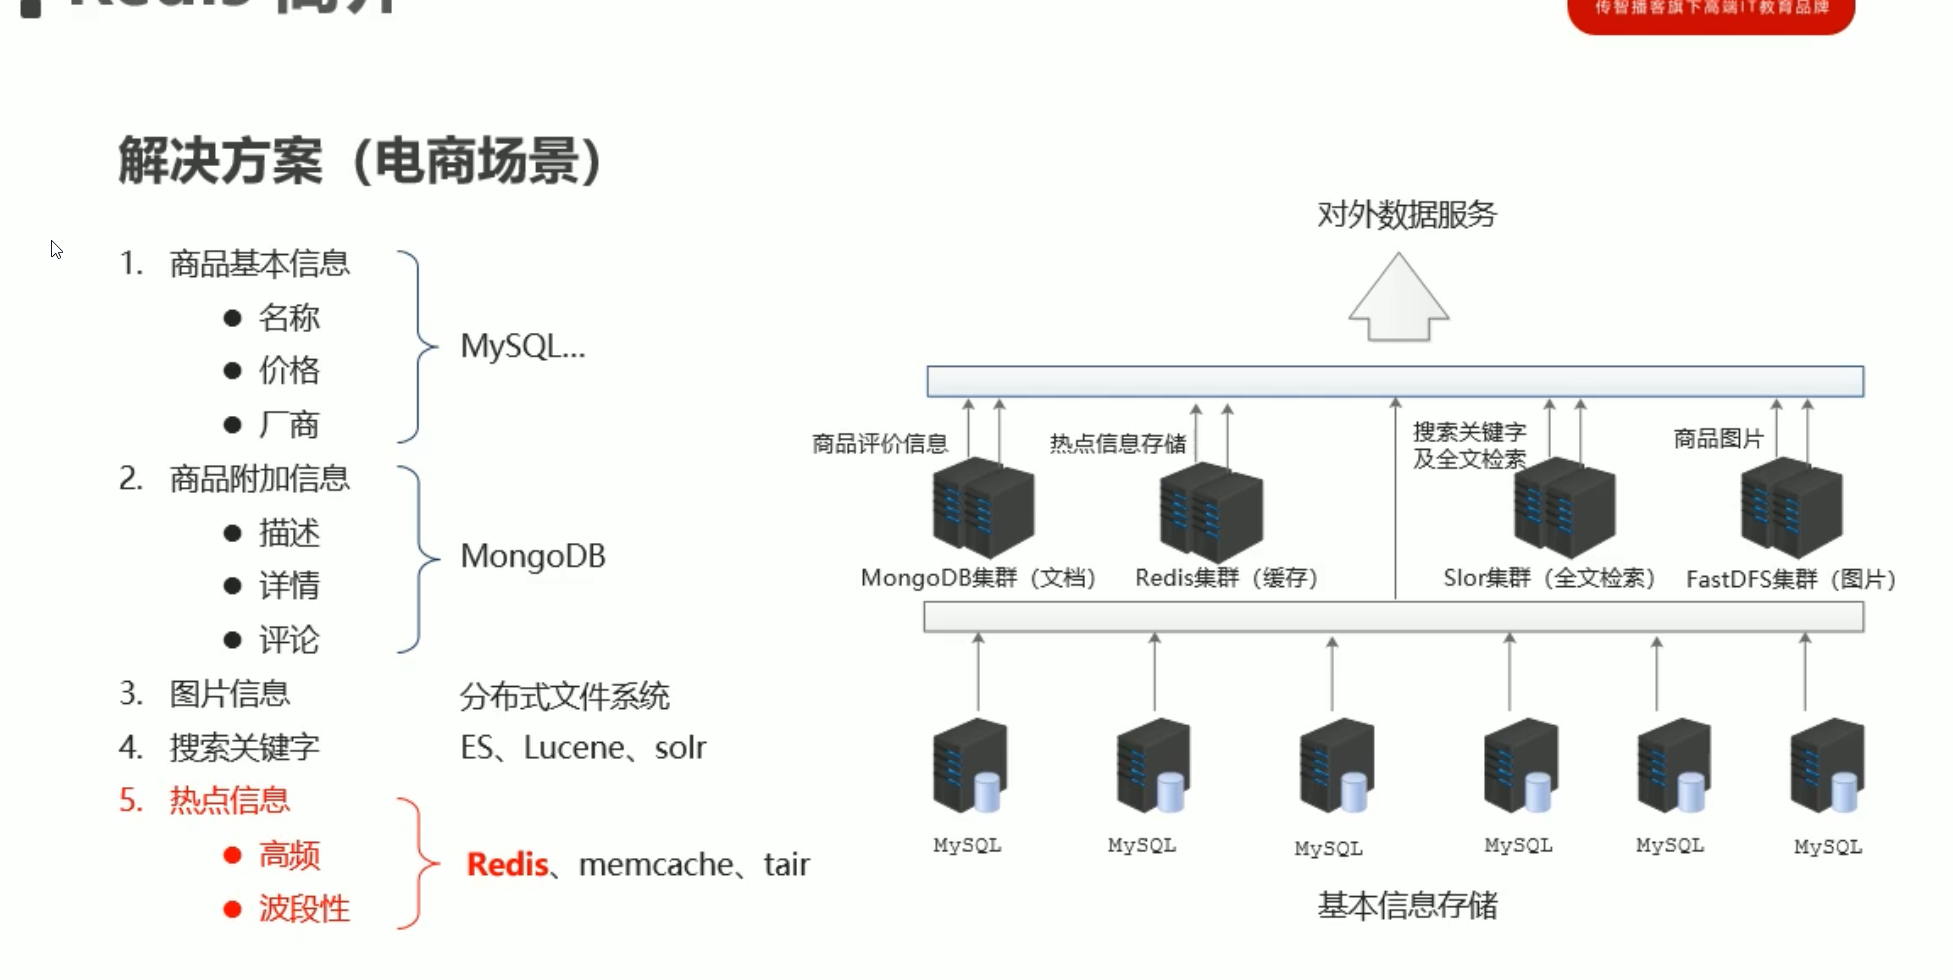 Redis 简介
传智播客旗下高端IT教育品牌
解决方案（电商场景）
1. 商品基本信息
● 名称
● 价格
● 厂商
MySQL...
2. 商品附加信息
● 描述
● 详情
● 评论
MongoDB
3. 图片信息 分布式文件系统
4. 搜索关键字 ES、Lucene、solr
5. 热点信息
● 高频
● 波段性
Redis、memcache、tair
对外数据服务
商品评价信息
热点信息存储
搜索关键字
及全文检索
商品图片
MongoDB集群（文档）
Redis集群（缓存）
Slor集群（全文检索）
FastDFS集群（图片）
MySQL
MySQL
MySQL
MySQL
MySQL
MySQL
基本信息存储